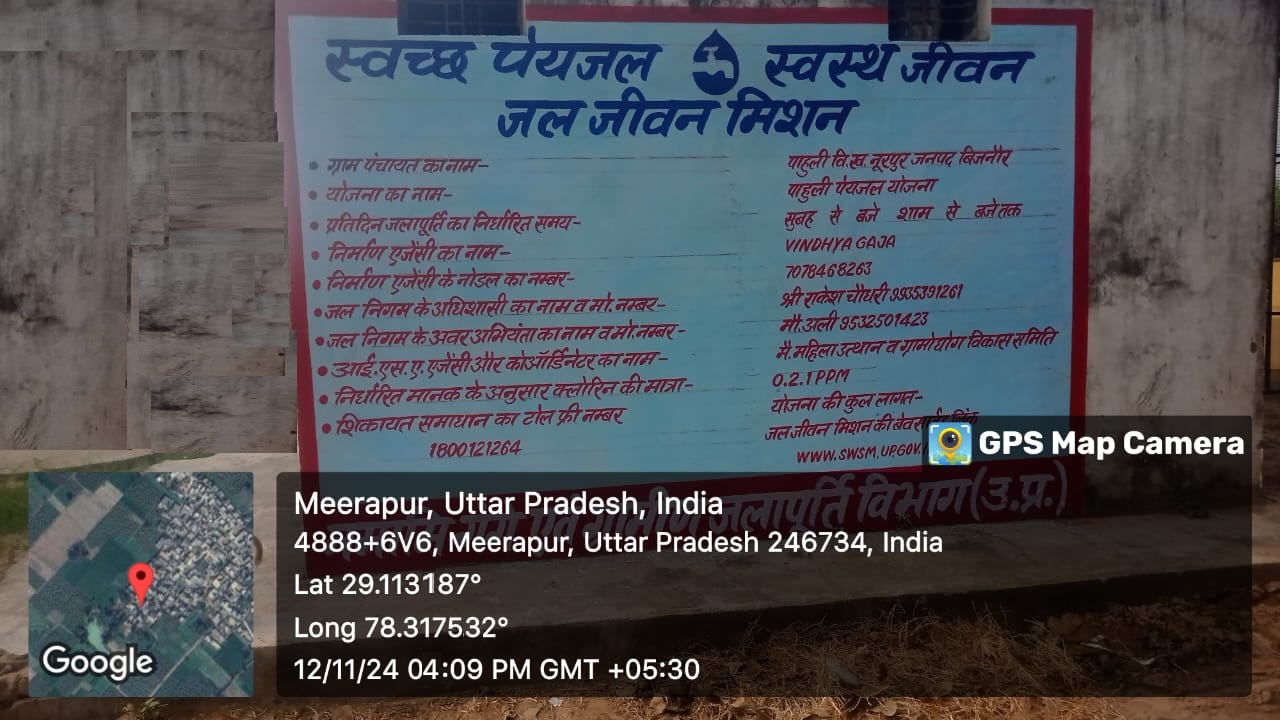 स्वच्छ पेयजल स्वस्थ जीवन
जल जीवन मिशन
• ग्राम पंचायत का नाम- पाहुली वि.ख. नूरपुर जनपद बिजनौर
• योजना का नाम- पाहुली पेयजल योजना
• प्रतिदिन जलापूर्ति का निर्धारित समय- सुबह से बजे शाम से बजे तक
• निर्माण एजेंसी का नाम- VINDHYA GAJA
• निर्माण एजेंसी के नोडल का नम्बर- 7078468263
• जल निगम के अधिशासी का नाम व मो. नम्बर- श्री राकेश चौधरी 9935391261
• जल निगम के अवर अभियंता का नाम व मो. नम्बर- मौ. अली 9532501423
• आई.एस.ए. एजेंसी और कोऑर्डिनेटर का नाम- मै. महिला उत्थान व ग्रामोद्योग विकास समिति
• निर्धारित मानक के अनुसार क्लोरिन की मात्रा- 0.2.1 PPM
• शिकायत समाधान का टोल फ्री नम्बर योजना की कुल लागत-
1800121264 जल जीवन मिशन की बेवसाईट लिंक
WWW.SWSM.UP.GOV.
जलापूर्ति विभाग (उ.प्र.)
GPS Map Camera
Meerapur, Uttar Pradesh, India
4888+6V6, Meerapur, Uttar Pradesh 246734, India
Lat 29.113187°
Long 78.317532°
12/11/24 04:09 PM GMT +05:30
Google